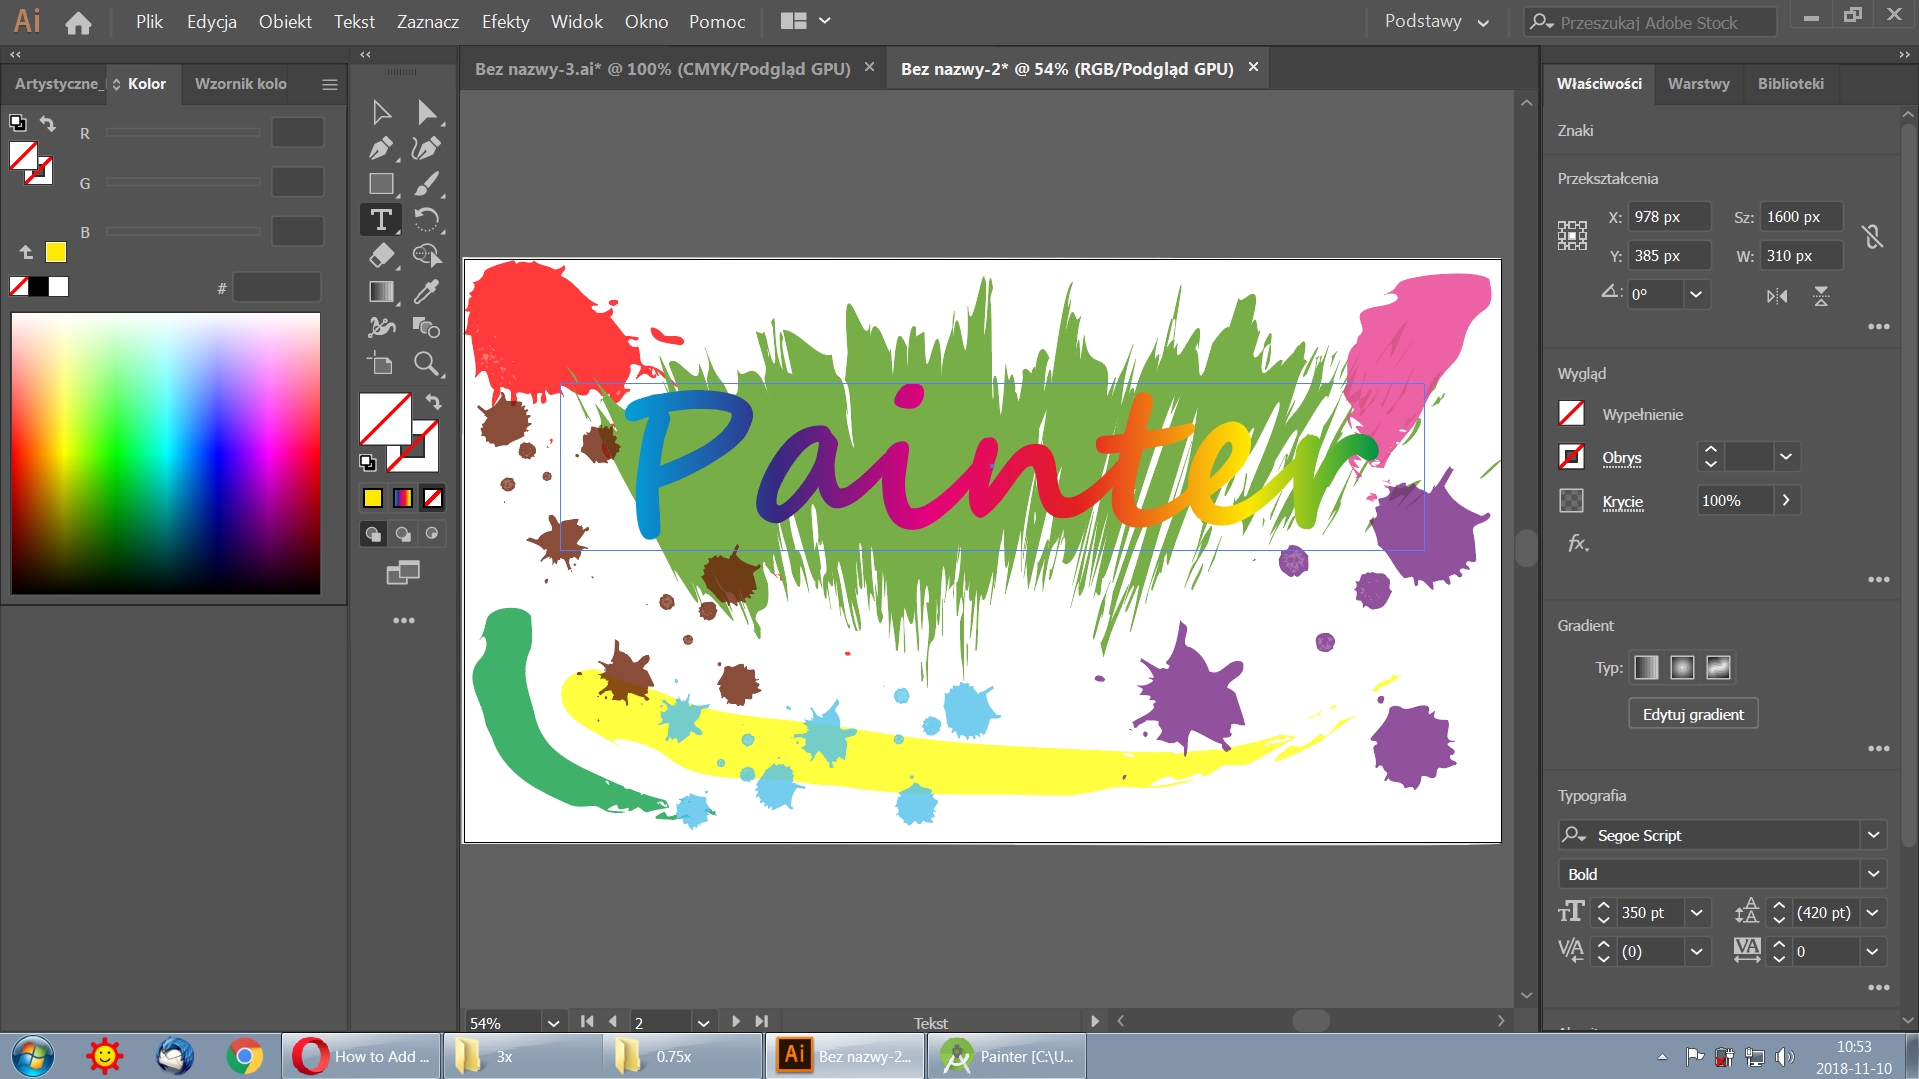 Ai Plik Edycja Obiekt Tekst Zaznacz Efekty Widok Okno Pomoc Podstawy Przeszukaj Adobe Stock
Artystyczne_ Kolor Wzornik kolo
Bez nazwy-3.ai* @ 100% (CMYK/Podgląd GPU) × Bez nazwy-2* @ 54% (RGB/Podgląd GPU) ×
Właściwości Warstwy Biblioteki
R
G
B
#
Painter
Znaki
Przekształcenia
X: 978 px Sz: 1600 px
Y: 385 px W: 310 px
0°
Wygląd
Wypełnienie
Obrys
Krycie 100%
fx.
Gradient
Typ:
Edytuj gradient
Typografia
Segoe Script
Bold
350 pt (420 pt)
(0) 0
54% 2 Tekst
How to Add ... 3x 0.75x Ai Bez nazwy-2... Painter [C:\U...
10:53
2018-11-10